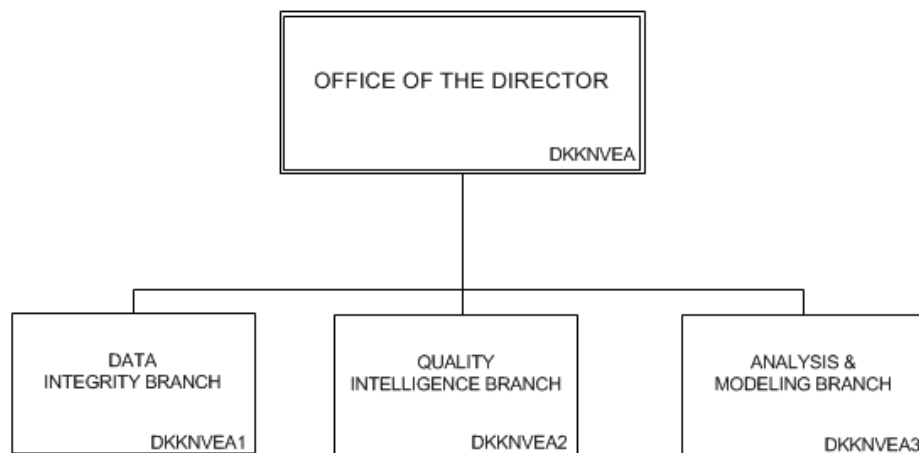 OFFICE OF THE DIRECTOR
DKKNVEA
DATA
INTEGRITY BRANCH
DKKNVEA1
QUALITY
INTELLIGENCE BRANCH
DKKNVEA2
ANALYSIS &
MODELING BRANCH
DKKNVEA3